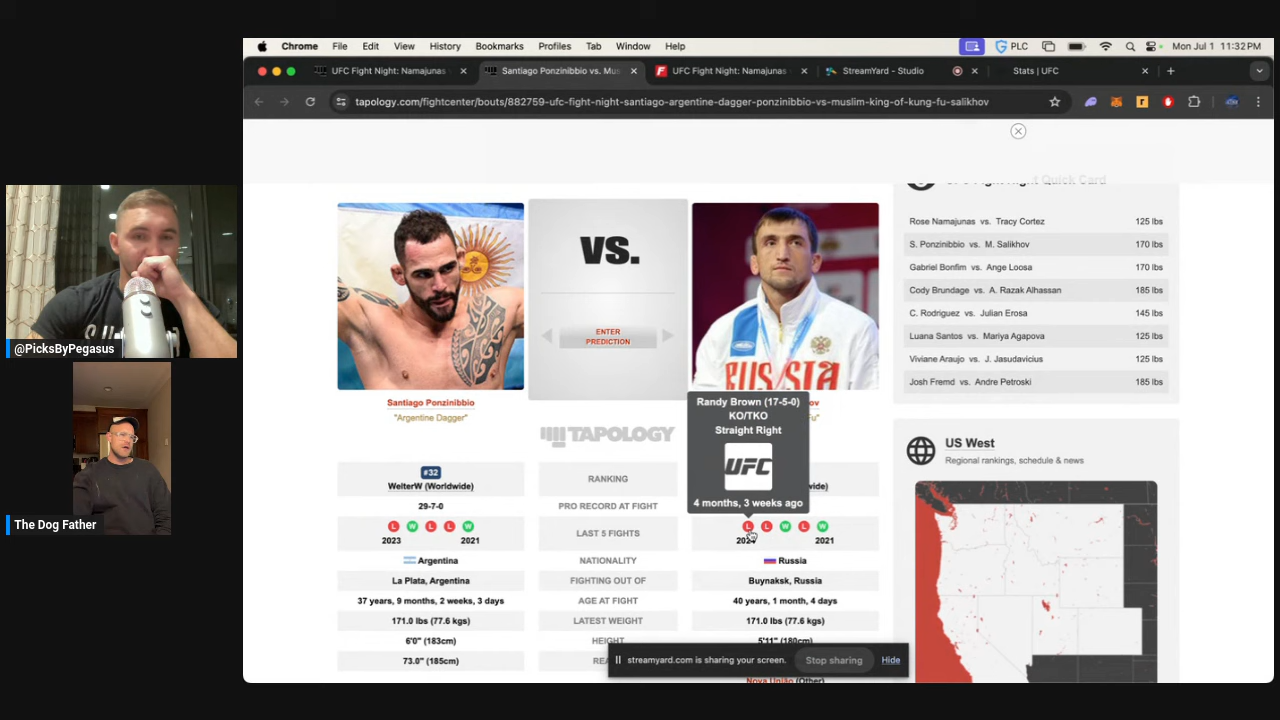 Chrome File Edit View History Bookmarks Profiles Tab Window Help PLC Mon Jul 1 11:32 PM
UFC Fight Night: Namajunas Santiago Ponzinibbio vs. Mus UFC Fight Night: Namajunas StreamYard - Studio Stats | UFC
tapology.com/fightcenter/bouts/882759-ufc-fight-night-santiago-argentine-dagger-ponzinibbio-vs-muslim-king-of-kung-fu-salikhov
t Quick Card
Rose Namajunas vs. Tracy Cortez 125 lbs
S. Ponzinibbio vs. M. Salikhov 170 lbs
Gabriel Bonfim vs. Ange Loosa 170 lbs
Cody Brundage vs. A. Razak Alhassan 185 lbs
C. Rodriguez vs. Julian Erosa 145 lbs
Luana Santos vs. Mariya Agapova 125 lbs
Viviane Araujo vs. J. Jasudavicius 125 lbs
Josh Fremd vs. Andre Petroski 185 lbs
VS.
ENTER
PREDICTION
RUSSIA
@PicksByPegasus
The Dog Father
Santiago Ponzinibbio
"Argentine Dagger"
Randy Brown (17-5-0)
KO/TKO
Straight Right
UFC
4 months, 3 weeks ago
ov
Fu"
TAPOLOGY
US West
Regional rankings, schedule & news
#32
WelterW (Worldwide) RANKING wide)
29-7-0 PRO RECORD AT FIGHT
L W L L W LAST 5 FIGHTS L L W L W
2023 2021 2024 2021
Argentina NATIONALITY Russia
La Plata, Argentina FIGHTING OUT OF Buynaksk, Russia
37 years, 9 months, 2 weeks, 3 days AGE AT FIGHT 40 years, 1 month, 4 days
171.0 lbs (77.6 kgs) LATEST WEIGHT 171.0 lbs (77.6 kgs)
6'0" (183cm) HEIGHT 5'11" (180cm)
73.0" (185cm) REA
streamyard.com is sharing your screen. Stop sharing Hide
Nova União (Other)